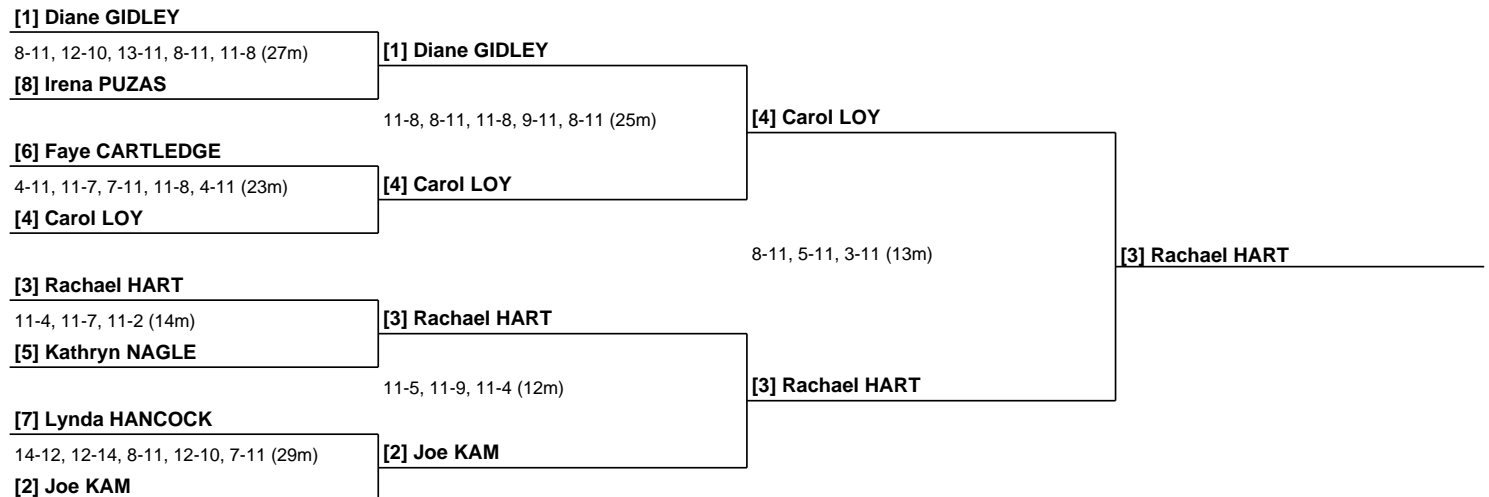 [1] Diane GIDLEY
8-11, 12-10, 13-11, 8-11, 11-8 (27m)
[8] Irena PUZAS
[6] Faye CARTLEDGE
4-11, 11-7, 7-11, 11-8, 4-11 (23m)
[4] Carol LOY
[3] Rachael HART
11-4, 11-7, 11-2 (14m)
[5] Kathryn NAGLE
[7] Lynda HANCOCK
14-12, 12-14, 8-11, 12-10, 7-11 (29m)
[2] Joe KAM
[1] Diane GIDLEY
11-8, 8-11, 11-8, 9-11, 8-11 (25m)
[4] Carol LOY
[3] Rachael HART
11-5, 11-9, 11-4 (12m)
[2] Joe KAM
[4] Carol LOY
8-11, 5-11, 3-11 (13m)
[3] Rachael HART
[3] Rachael HART